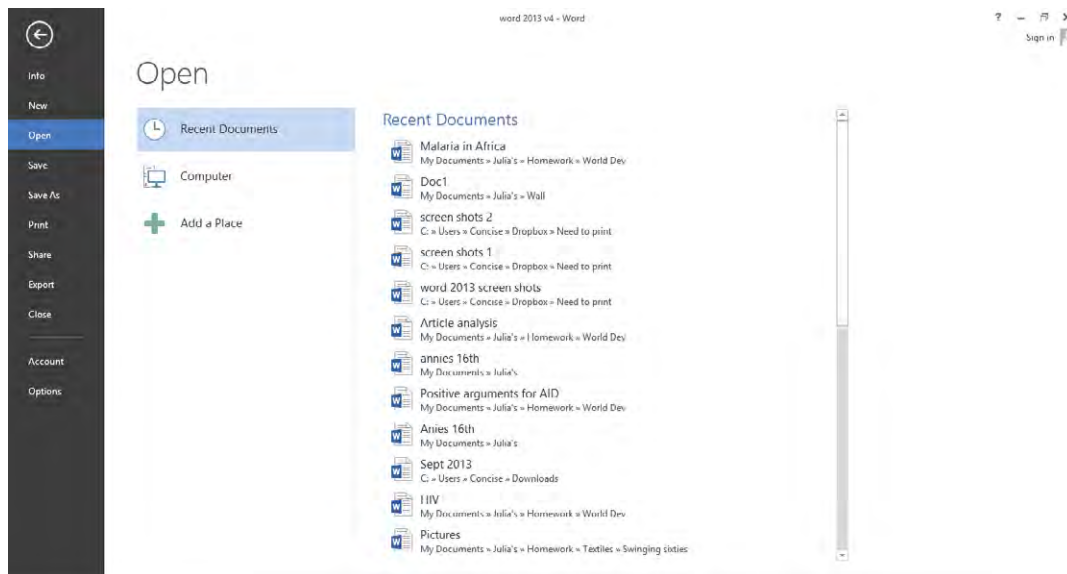 word 2013 v4 - Word
?
Sign in
Info
New
Open
Save
Save As
Print
Share
Export
Close
Account
Options
Open
Recent Documents
Computer
Add a Place
Recent Documents
Malaria in Africa
My Documents » Julia's » Homework » World Dev
Doc1
My Documents » Julia's » Wall
screen shots 2
C: » Users » Concise » Dropbox » Need to print
screen shots 1
C: » Users » Concise » Dropbox » Need to print
word 2013 screen shots
C: » Users » Concise » Dropbox » Need to print
Article analysis
My Documents » Julia's » Homework » World Dev
annies 16th
My Documents » Julia's
Positive arguments for AID
My Documents » Julia's » Homework » World Dev
Anies 16th
My Documents » Julia's
Sept 2013
C: » Users » Concise » Downloads
HIV
My Documents » Julia's » Homework » World Dev
Pictures
My Documents » Julia's » Homework » Textiles » Swinging sixties